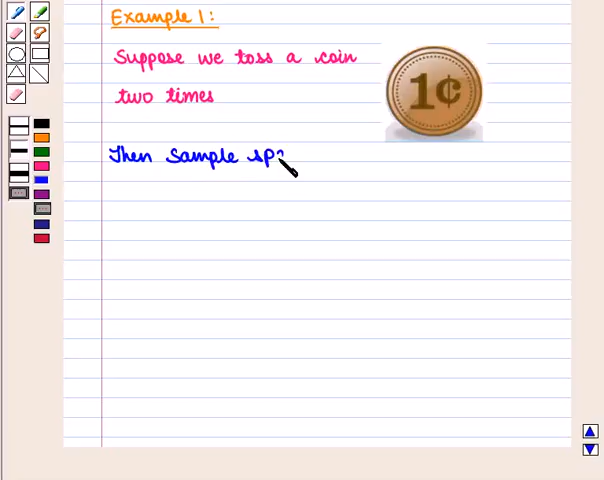 Example 1:
Suppose we toss a coin
two times
1¢
Then Sample sp